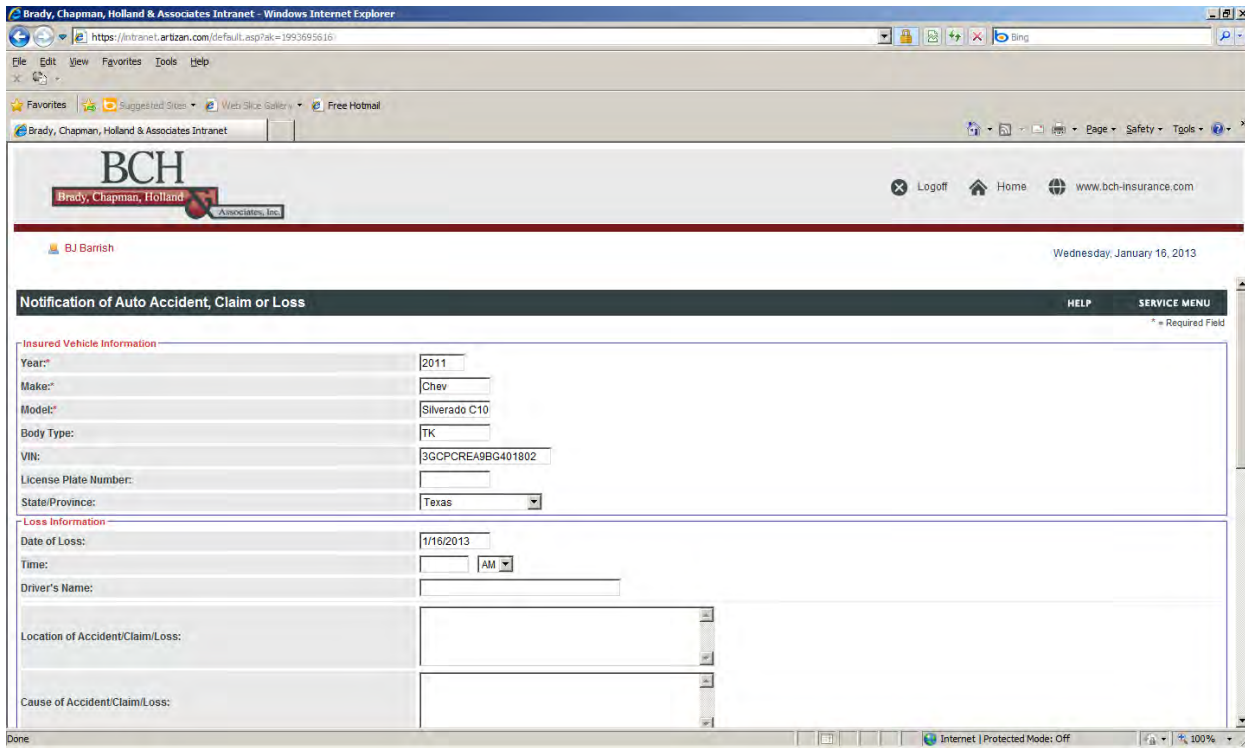 Brady, Chapman, Holland & Associates Intranet - Windows Internet Explorer
https://intranet.artizan.com/default.asp?ak=1993695616
Bing
File Edit View Favorites Tools Help
Favorites Suggested Sites Web Slice Gallery Free Hotmail
Brady, Chapman, Holland & Associates Intranet
Page Safety Tools
BCH
Brady, Chapman, Holland
&
Associates, Inc.
Logoff Home www.bch-insurance.com
BJ Barrish
Wednesday, January 16, 2013
Notification of Auto Accident, Claim or Loss HELP SERVICE MENU
* = Required Field
Insured Vehicle Information
Year:* 2011
Make:* Chev
Model:* Silverado C10
Body Type: TK
VIN: 3GCPCREA9BG401802
License Plate Number:
State/Province: Texas
Loss Information
Date of Loss: 1/16/2013
Time: AM
Driver's Name:
Location of Accident/Claim/Loss:
Cause of Accident/Claim/Loss:
Done Internet | Protected Mode: Off 100%